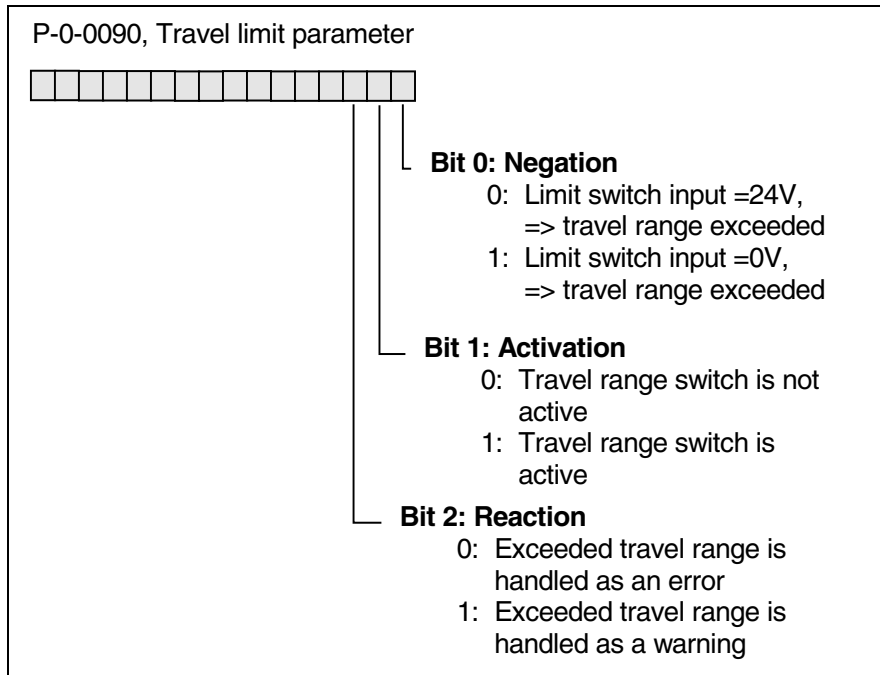 P-0-0090, Travel limit parameter
Bit 0: Negation
0: Limit switch input =24V,
=> travel range exceeded
1: Limit switch input =0V,
=> travel range exceeded
Bit 1: Activation
0: Travel range switch is not
active
1: Travel range switch is
active
Bit 2: Reaction
0: Exceeded travel range is
handled as an error
1: Exceeded travel range is
handled as a warning